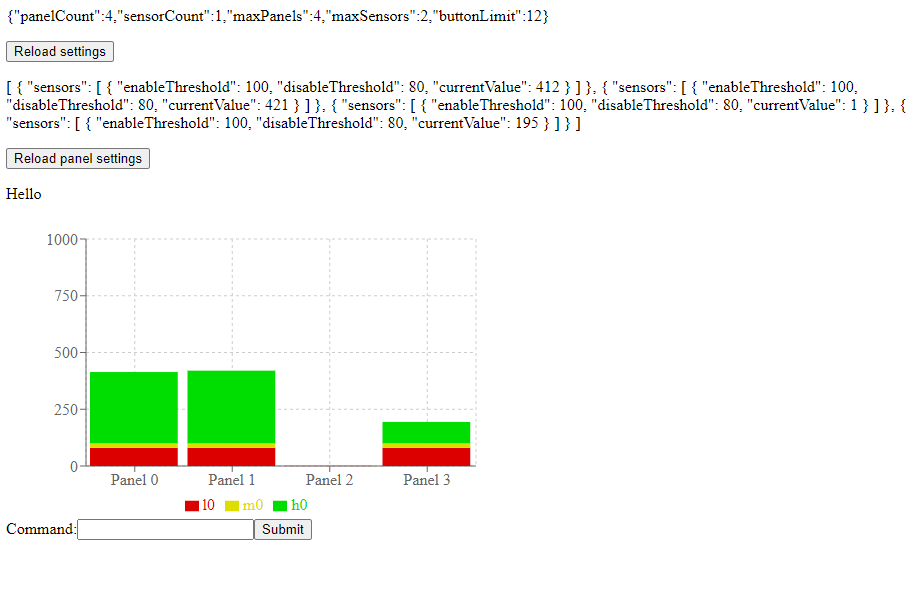 {"panelCount":4,"sensorCount":1,"maxPanels":4,"maxSensors":2,"buttonLimit":12}
Reload settings
[ { "sensors": [ { "enableThreshold": 100, "disableThreshold": 80, "currentValue": 412 } ] }, { "sensors": [ { "enableThreshold": 100,
"disableThreshold": 80, "currentValue": 421 } ] }, { "sensors": [ { "enableThreshold": 100, "disableThreshold": 80, "currentValue": 1 } ] }, {
"sensors": [ { "enableThreshold": 100, "disableThreshold": 80, "currentValue": 195 } ] } ]
Reload panel settings
Hello
1000
750
500
250
0
Panel 0 Panel 1 Panel 2 Panel 3
l0 m0 h0
Command: Submit